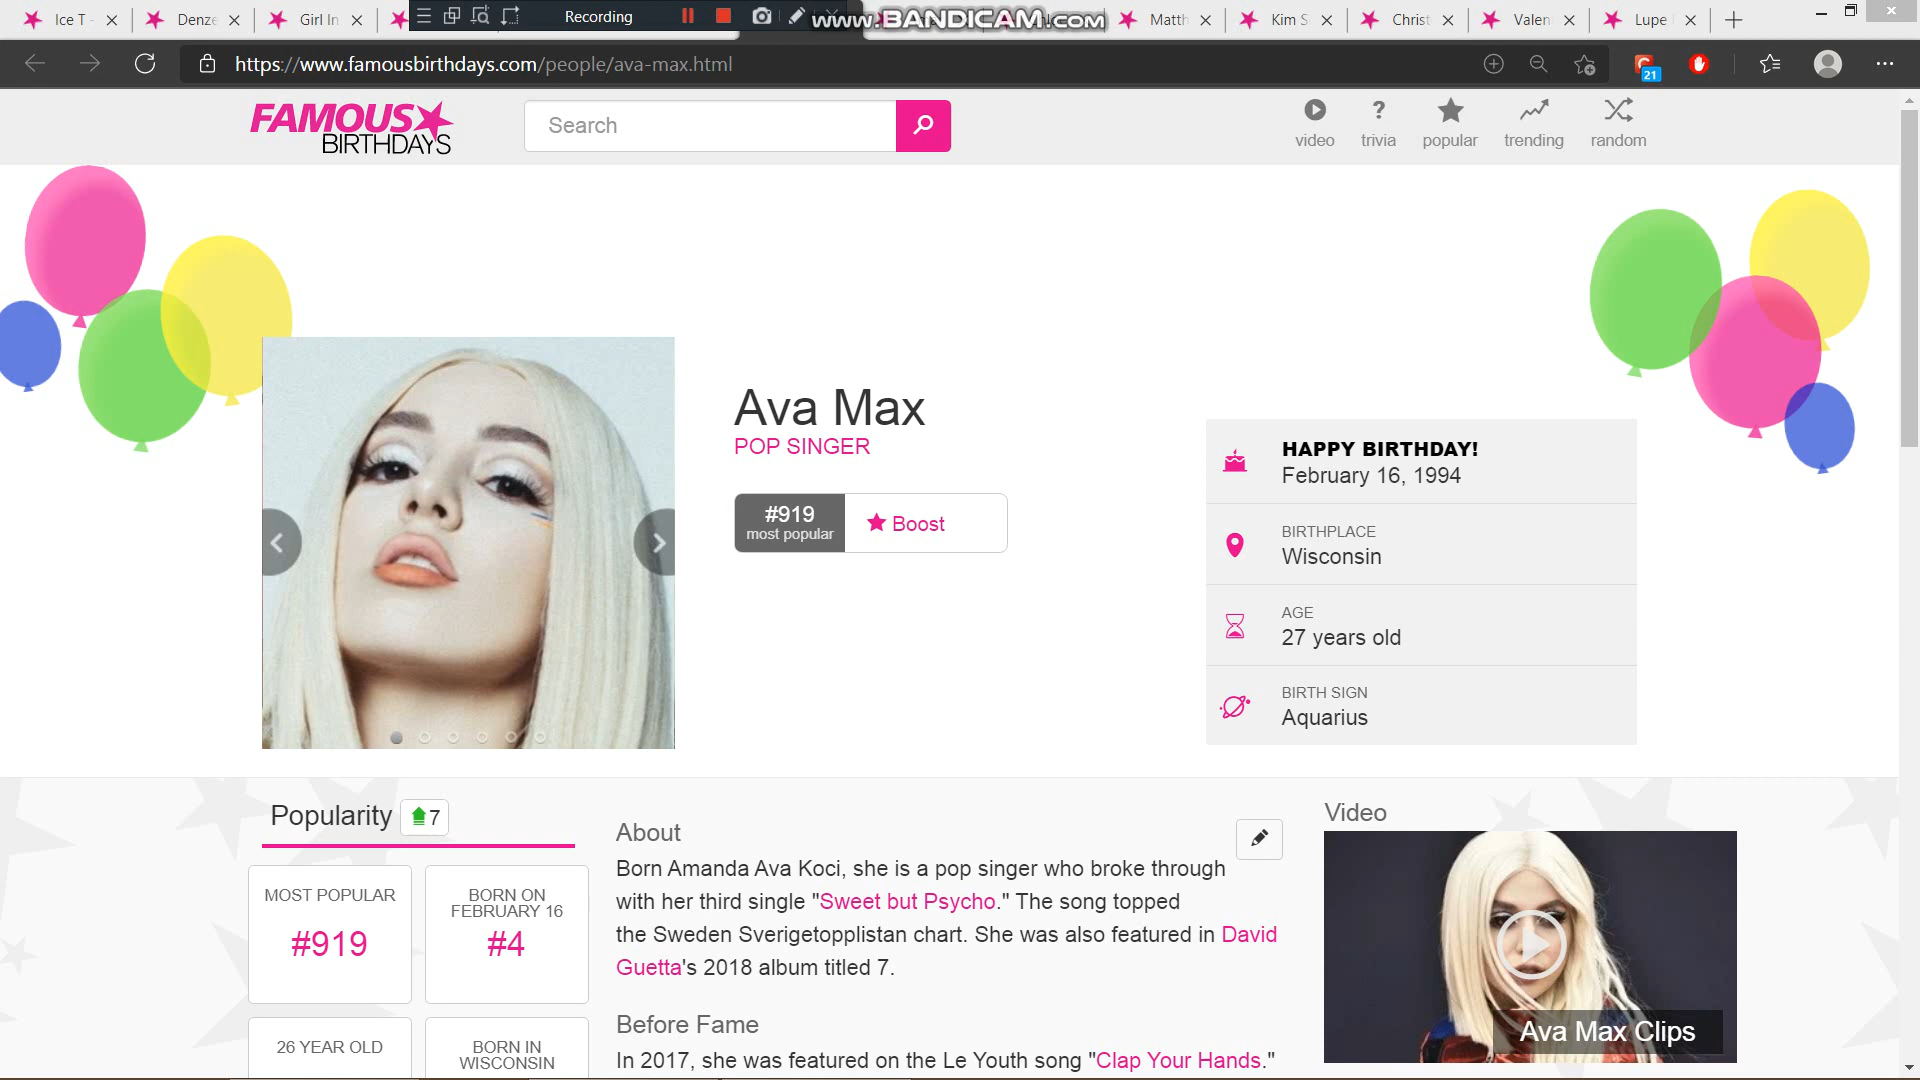 Ice T -
Denze
Girl In
Recording
www.BANDICAM.com
Matth
Kim S
Christ
Valen
Lupe
https://www.famousbirthdays.com/people/ava-max.html
21
FAMOUS
BIRTHDAYS
Search
video
trivia
popular
trending
random
Ava Max
POP SINGER
#919
most popular
Boost
HAPPY BIRTHDAY!
February 16, 1994
BIRTHPLACE
Wisconsin
AGE
27 years old
BIRTH SIGN
Aquarius
Popularity
7
MOST POPULAR
#919
BORN ON
FEBRUARY 16
#4
26 YEAR OLD
BORN IN
WISCONSIN
About
Born Amanda Ava Koci, she is a pop singer who broke through
with her third single "Sweet but Psycho." The song topped
the Sweden Sverigetopplistan chart. She was also featured in David
Guetta's 2018 album titled 7.
Before Fame
In 2017, she was featured on the Le Youth song "Clap Your Hands."
Video
Ava Max Clips